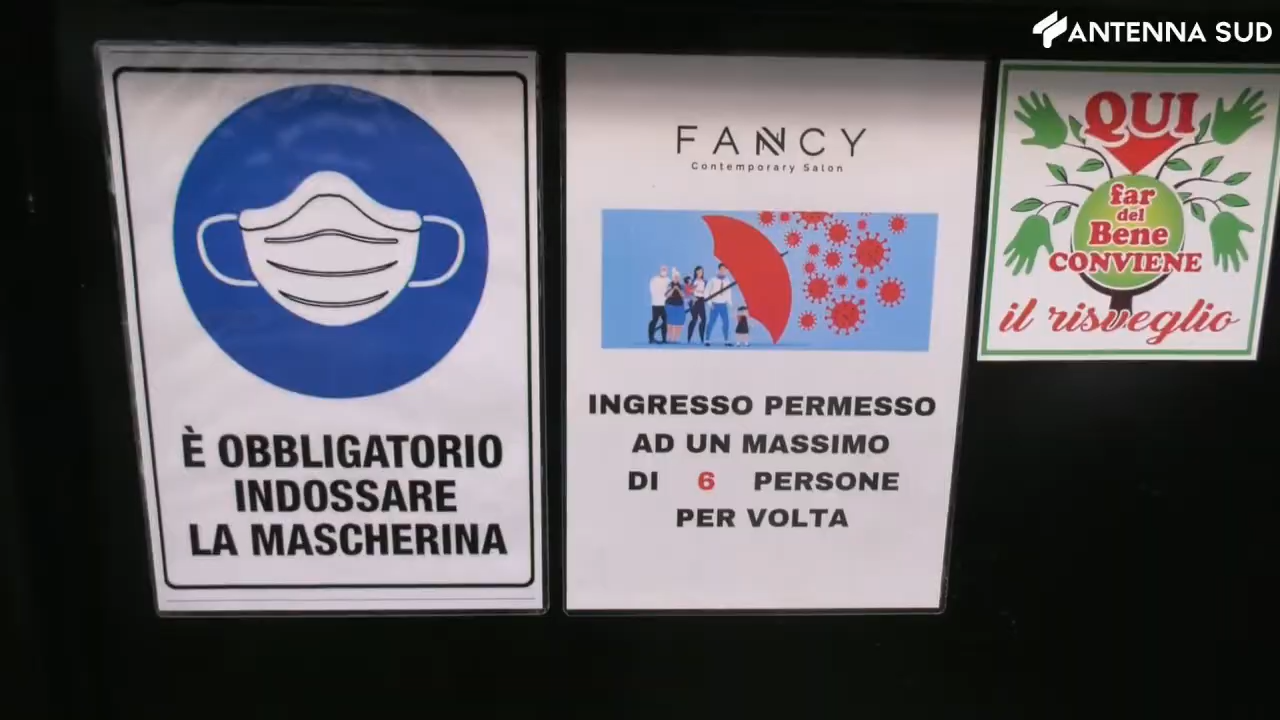 ANTENNA SUD
È OBBLIGATORIO
INDOSSARE
LA MASCHERINA
FANCY
Contemporary Salon
INGRESSO PERMESSO
AD UN MASSIMO
DI 6 PERSONE
PER VOLTA
QUI
far
del
Bene
CONVIENE
il risveglio